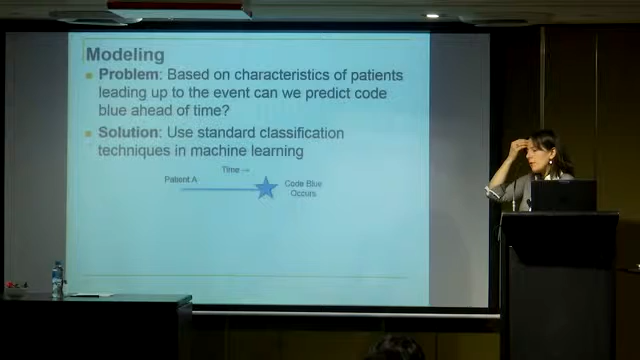 Modeling
Problem: Based on characteristics of patients
leading up to the event can we predict code
blue ahead of time?
Solution: Use standard classification
techniques in machine learning
Time →
Patient A
Code Blue
Occurs